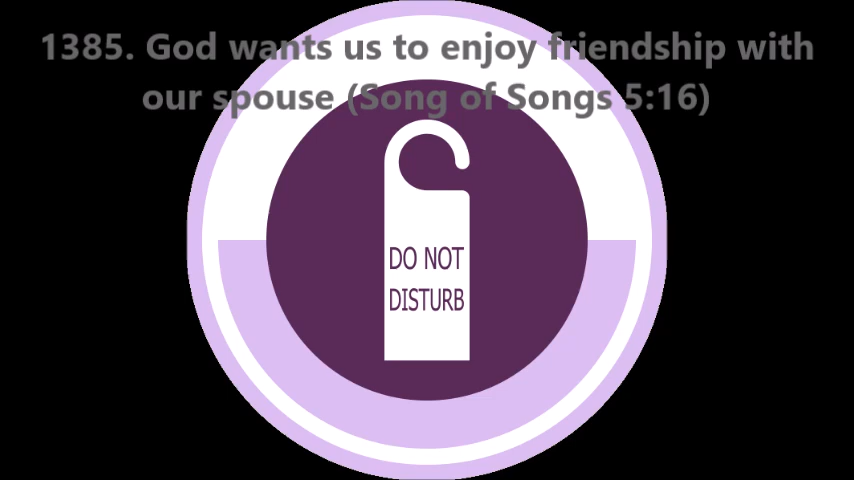 1385. God wants us to enjoy friendship with
our spouse (Song of Songs 5:16)
DO NOT
DISTURB